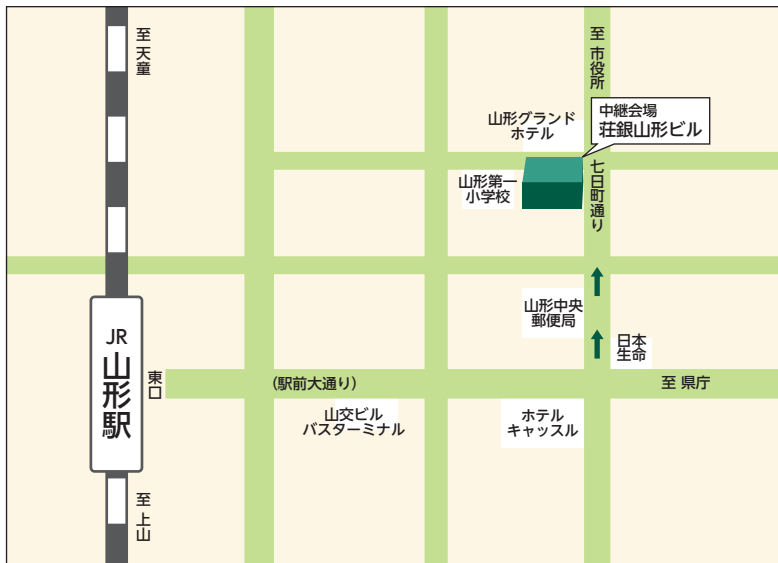 至 天童
至 市役所
中継会場
荘銀山形ビル
山形グランド
ホテル
山形第一
小学校
七日町通り
山形中央
郵便局
日本
生命
JR
山形駅
東口
(駅前大通り)
至 県庁
山交ビル
バスターミナル
ホテル
キャッスル
至 上山